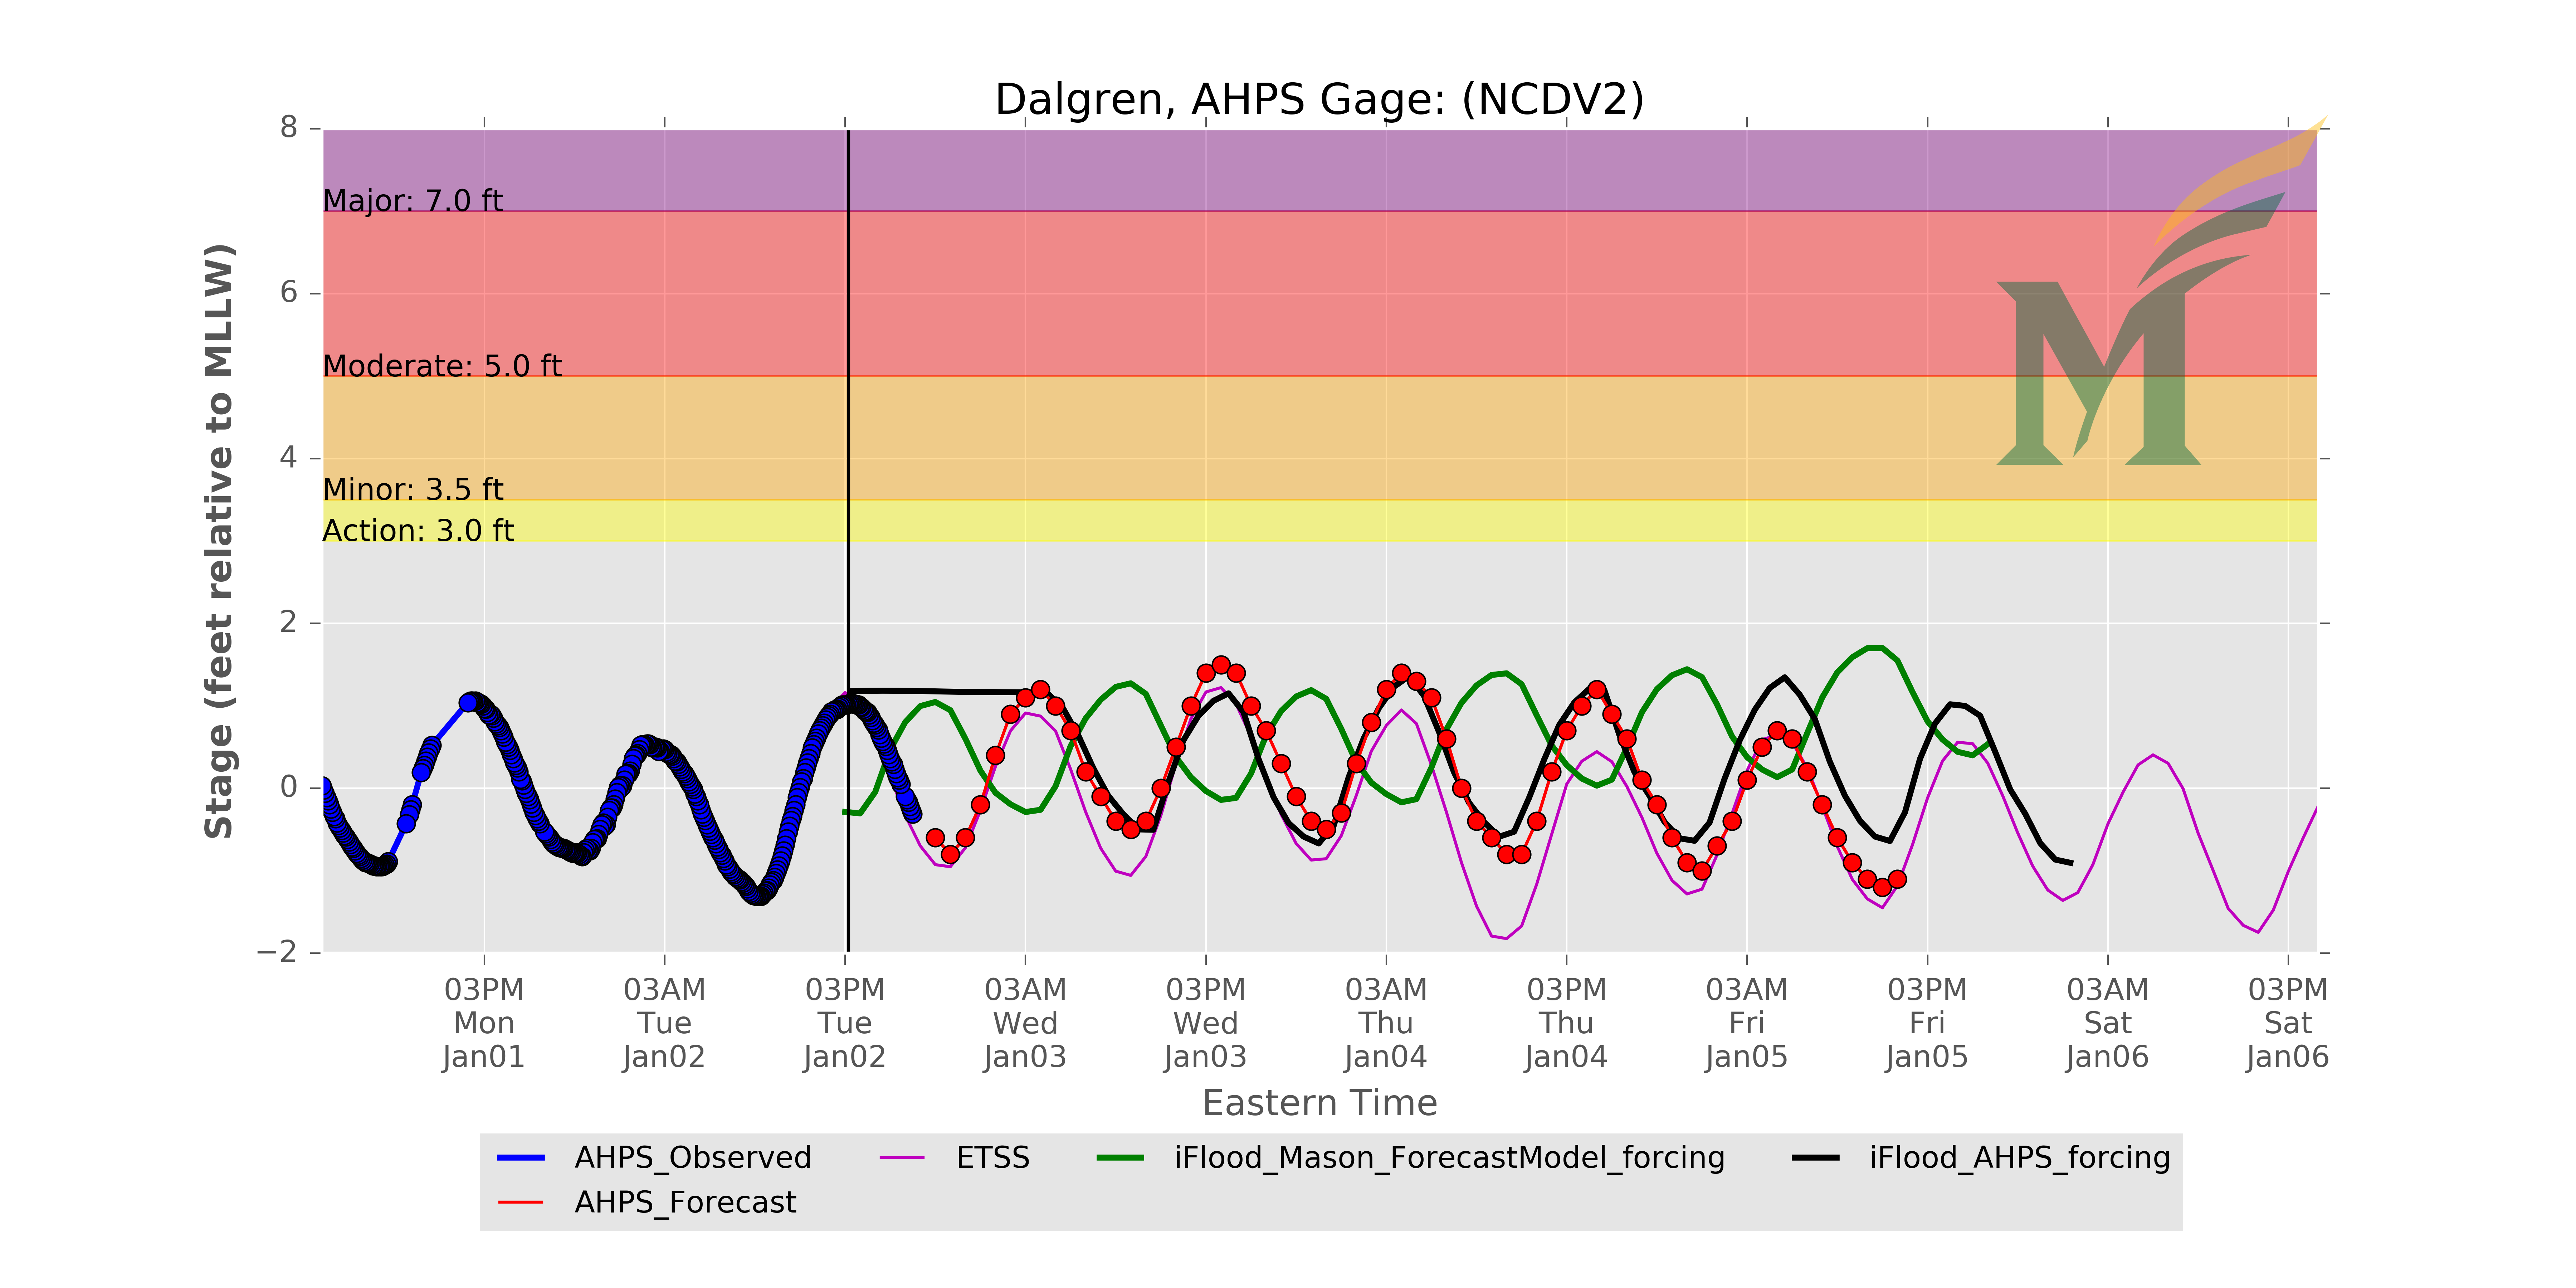 Dalgren, AHPS Gage: (NCDV2)
Stage (feet relative to MLLW)
8
6
4
2
0
−2
Major: 7.0 ft
Moderate: 5.0 ft
Minor: 3.5 ft
Action: 3.0 ft
M
03PM Mon Jan01
03AM Tue Jan02
03PM Tue Jan02
03AM Wed Jan03
03PM Wed Jan03
03AM Thu Jan04
03PM Thu Jan04
03AM Fri Jan05
03PM Fri Jan05
03AM Sat Jan06
03PM Sat Jan06
Eastern Time
AHPS_Observed
AHPS_Forecast
ETSS
iFlood_Mason_ForecastModel_forcing
iFlood_AHPS_forcing